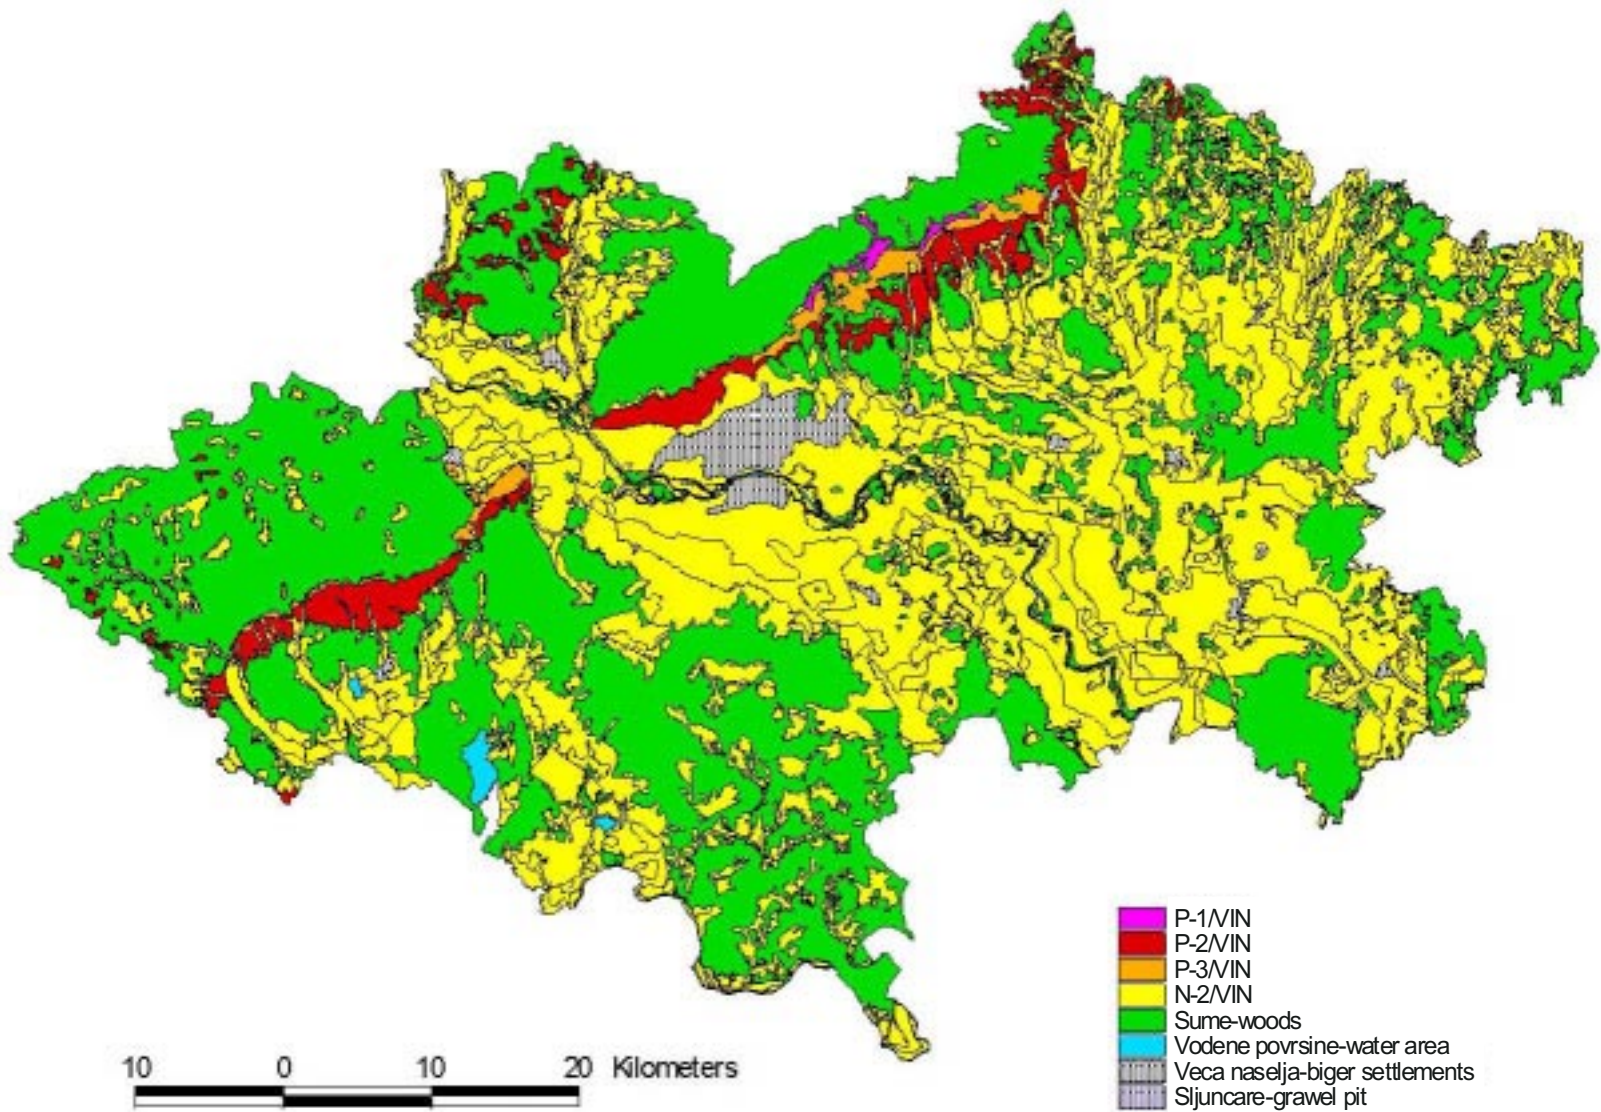 P-1/VIN
P-2/VIN
P-3/VIN
N-2/VIN
Sume-woods
Vodene povrsine-water area
Veca naselja-biger settlements
Sljuncare-grawel pit
10 0 10 20 Kilometers